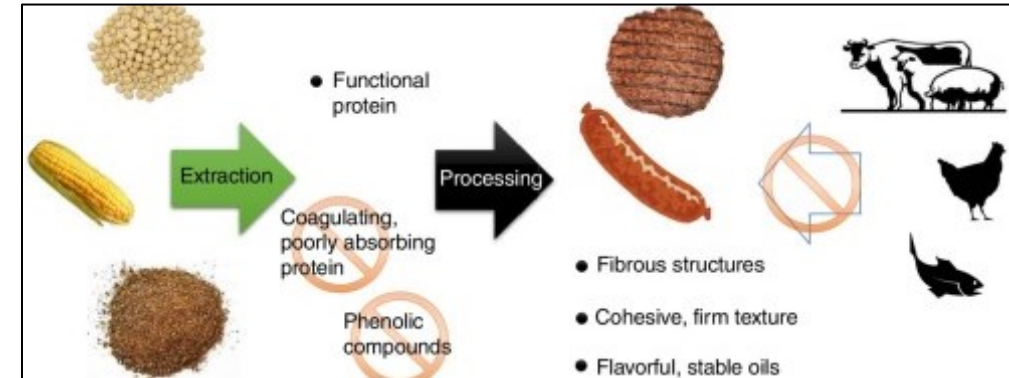 ● Functional
protein
Extraction
Processing
Coagulating,
poorly absorbing
protein
Phenolic
compounds
● Fibrous structures
● Cohesive, firm texture
● Flavorful, stable oils